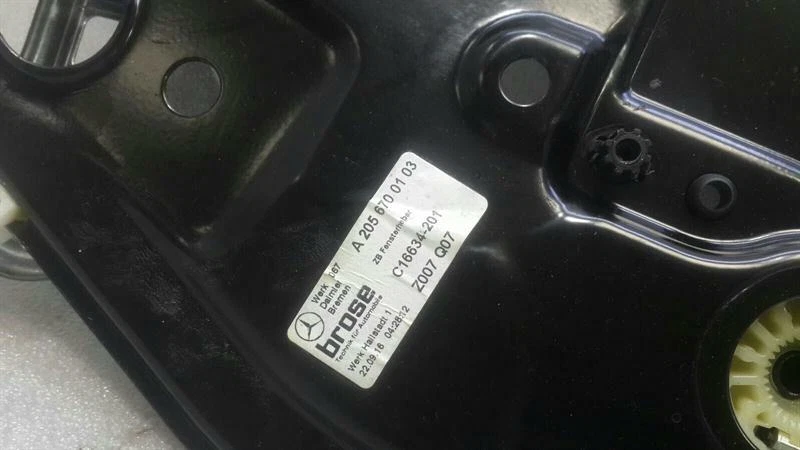 A 205 670 01 03
ZB Fensterheber
C16634-201
Z007 Q07
Werk 067
Daimler
Bremen
brose
Technik für Automobile
Werk Hallstadt 1
22.09.16 04:28:12